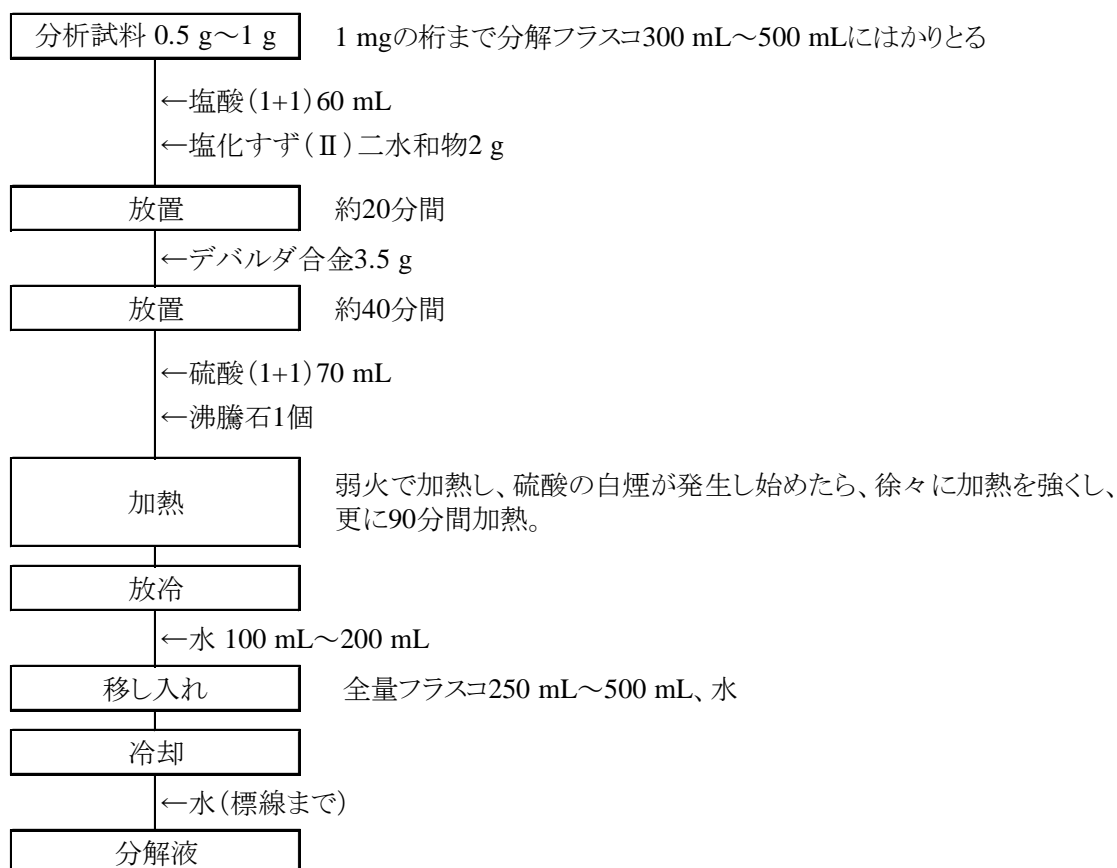 分析試料 0.5 g～1 g 1 mgの桁まで分解フラスコ300 mL～500 mLにはかりとる
←塩酸（1+1）60 mL
←塩化すず（Ⅱ）二水和物2 g
放置 約20分間
←デバルダ合金3.5 g
放置 約40分間
←硫酸（1+1）70 mL
←沸騰石1個
加熱 弱火で加熱し、硫酸の白煙が発生し始めたら、徐々に加熱を強くし、
更に90分間加熱。
放冷
←水 100 mL～200 mL
移し入れ 全量フラスコ250 mL～500 mL、水
冷却
←水（標線まで）
分解液